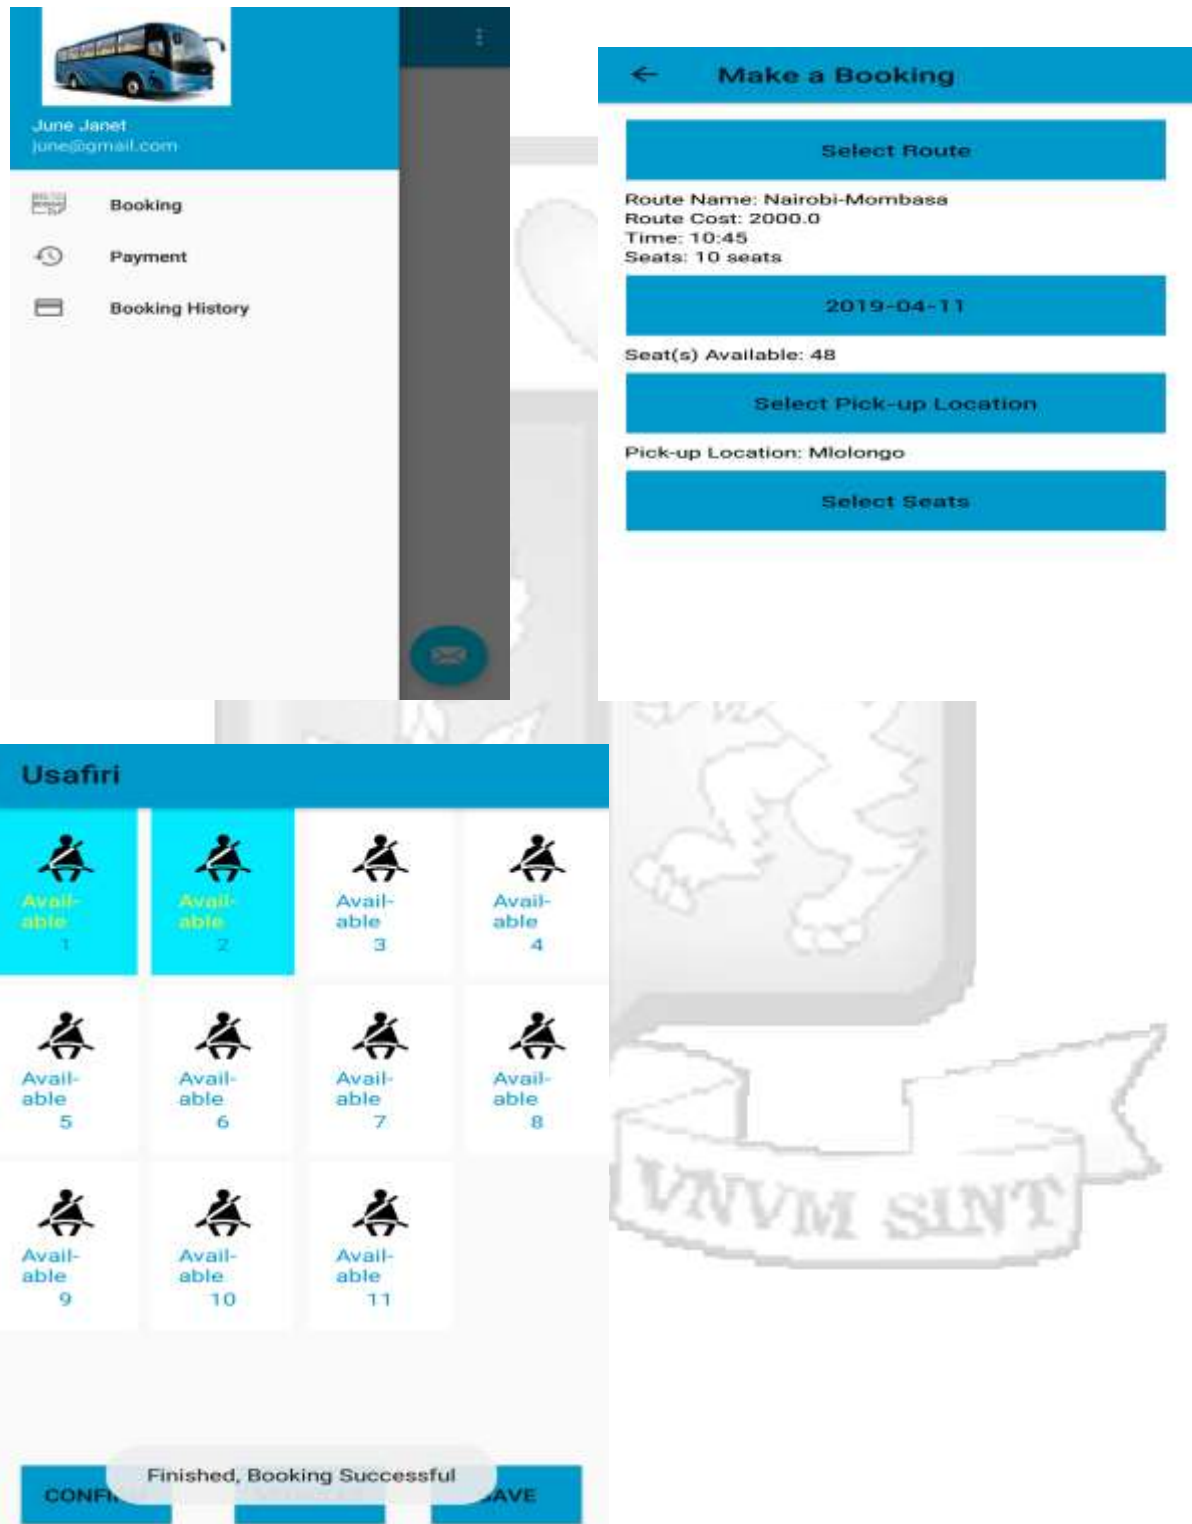 June Janet
june@gmail.com
Booking
Payment
Booking History
Make a Booking
Select Route
Route Name: Nairobi-Mombasa
Route Cost: 2000.0
Time: 10:45
Seats: 10 seats
2019-04-11
Seat(s) Available: 48
Select Pick-up Location
Pick-up Location: Mlolongo
Select Seats
Usafiri
Avail- Avail- Avail- Avail-
able able able able
1 2 3 4
Avail- Avail- Avail- Avail-
able able able able
5 6 7 8
Avail- Avail- Avail-
able able able
9 10 11
Finished, Booking Successful
VNVM SINT